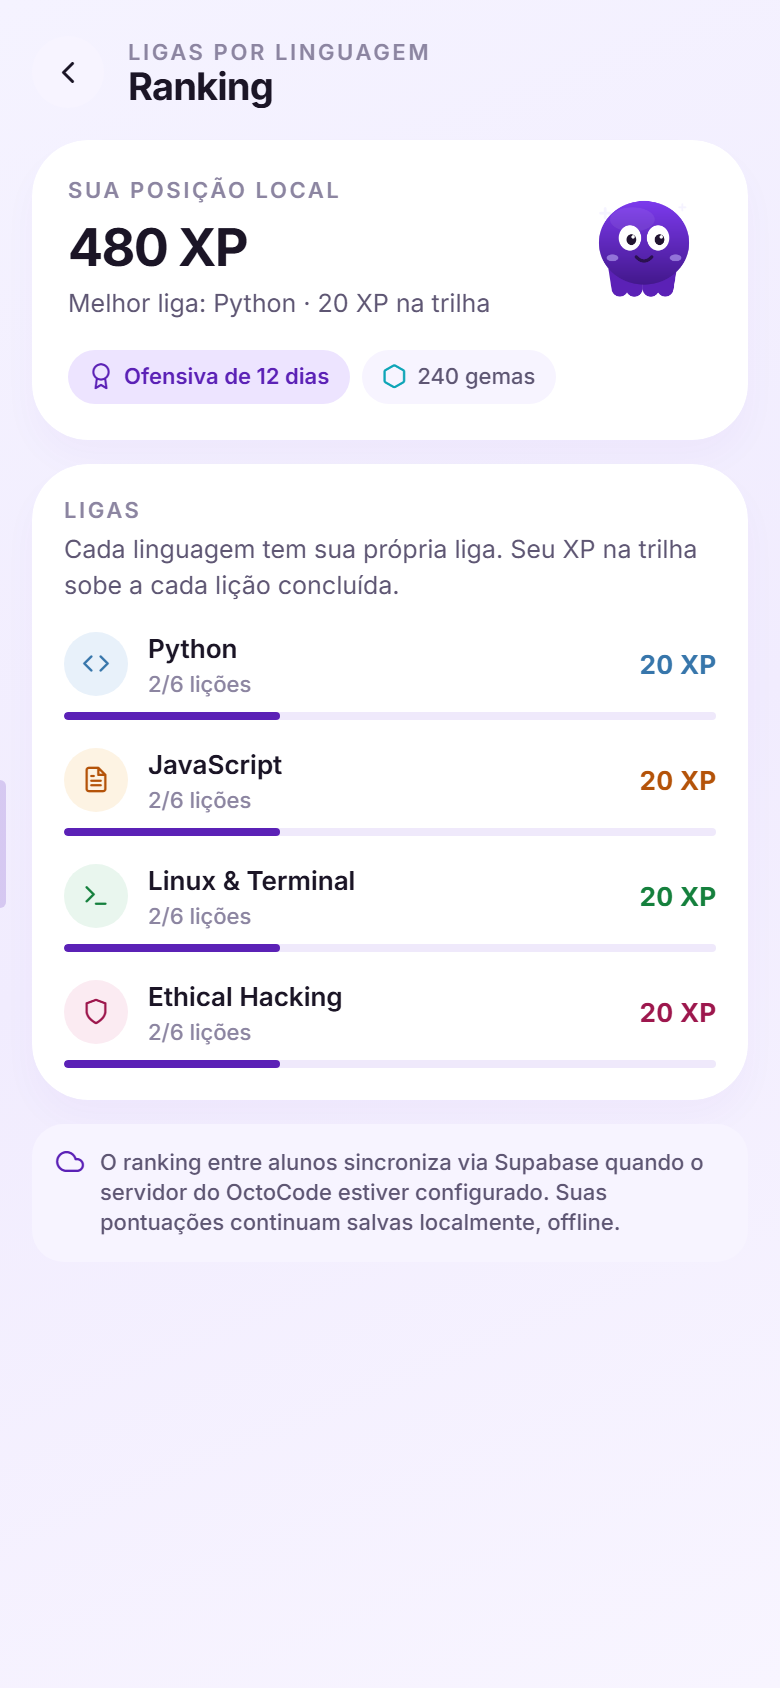 LIGAS POR LINGUAGEM
Ranking
SUA POSIÇÃO LOCAL
480 XP
Melhor liga: Python · 20 XP na trilha
Ofensiva de 12 dias
240 gemas
LIGAS
Cada linguagem tem sua própria liga. Seu XP na trilha
sobe a cada lição concluída.
Python
2/6 lições
20 XP
JavaScript
2/6 lições
20 XP
Linux & Terminal
2/6 lições
20 XP
Ethical Hacking
2/6 lições
20 XP
O ranking entre alunos sincroniza via Supabase quando o
servidor do OctoCode estiver configurado. Suas
pontuações continuam salvas localmente, offline.